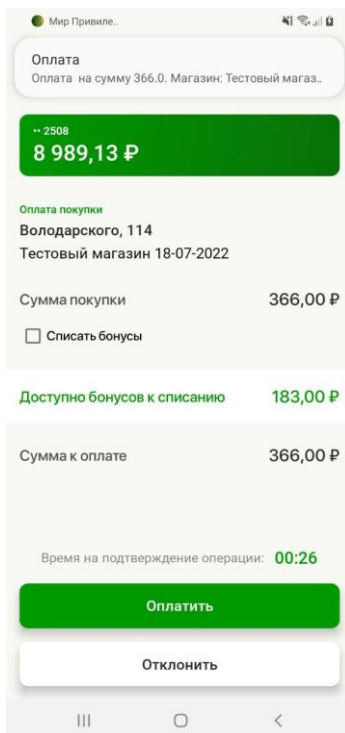 Мир Привиле..
Оплата
Оплата на сумму 366.0. Магазин: Тестовый магаз..
·· 2508
8 989,13 ₽
Оплата покупки
Володарского, 114
Тестовый магазин 18-07-2022
Сумма покупки 366,00 ₽
Списать бонусы
Доступно бонусов к списанию 183,00 ₽
Сумма к оплате 366,00 ₽
Время на подтверждение операции: 00:26
Оплатить
Отклонить